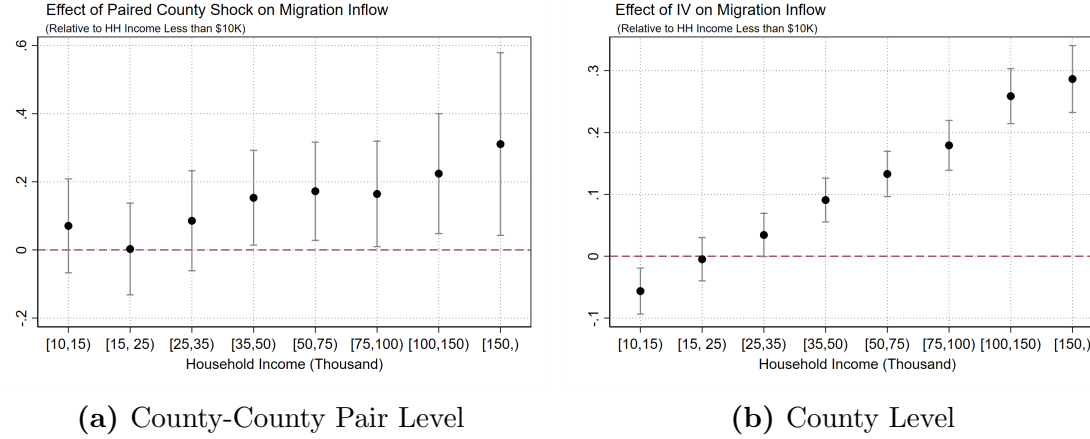 Effect of Paired County Shock on Migration Inflow
(Relative to HH Income Less than $10K)
.6
.4
.2
0
-.2
[10,15) [15, 25) [25,35) [35,50) [50,75) [75,100) [100,150) [150,)
Household Income (Thousand)
(a) County-County Pair Level
Effect of IV on Migration Inflow
(Relative to HH Income Less than $10K)
.3
.2
.1
0
-.1
[10,15) [15, 25) [25,35) [35,50) [50,75) [75,100) [100,150) [150,)
Household Income (Thousand)
(b) County Level